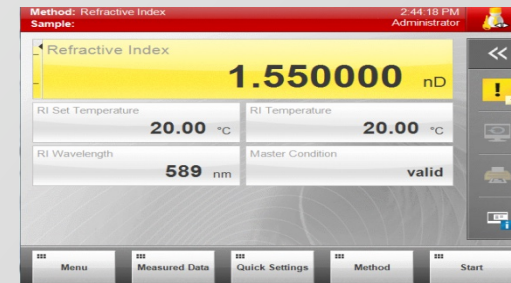 Method: Refractive Index 2:44:18 PM
Sample: Administrator
Refractive Index
1.550000 nD
RI Set Temperature RI Temperature
20.00 °C 20.00 °C
RI Wavelength Master Condition
589 nm valid
Menu Measured Data Quick Settings Method Start